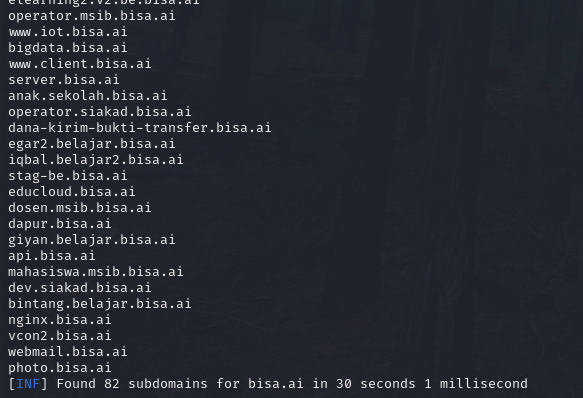 elearning2.v2.be.bisa.ai
operator.msib.bisa.ai
www.iot.bisa.ai
bigdata.bisa.ai
www.client.bisa.ai
server.bisa.ai
anak.sekolah.bisa.ai
operator.siakad.bisa.ai
dana-kirim-bukti-transfer.bisa.ai
egar2.belajar.bisa.ai
iqbal.belajar2.bisa.ai
stag-be.bisa.ai
educloud.bisa.ai
dosen.msib.bisa.ai
dapur.bisa.ai
giyan.belajar.bisa.ai
api.bisa.ai
mahasiswa.msib.bisa.ai
dev.siakad.bisa.ai
bintang.belajar.bisa.ai
nginx.bisa.ai
vcon2.bisa.ai
webmail.bisa.ai
photo.bisa.ai
[INF] Found 82 subdomains for bisa.ai in 30 seconds 1 millisecond